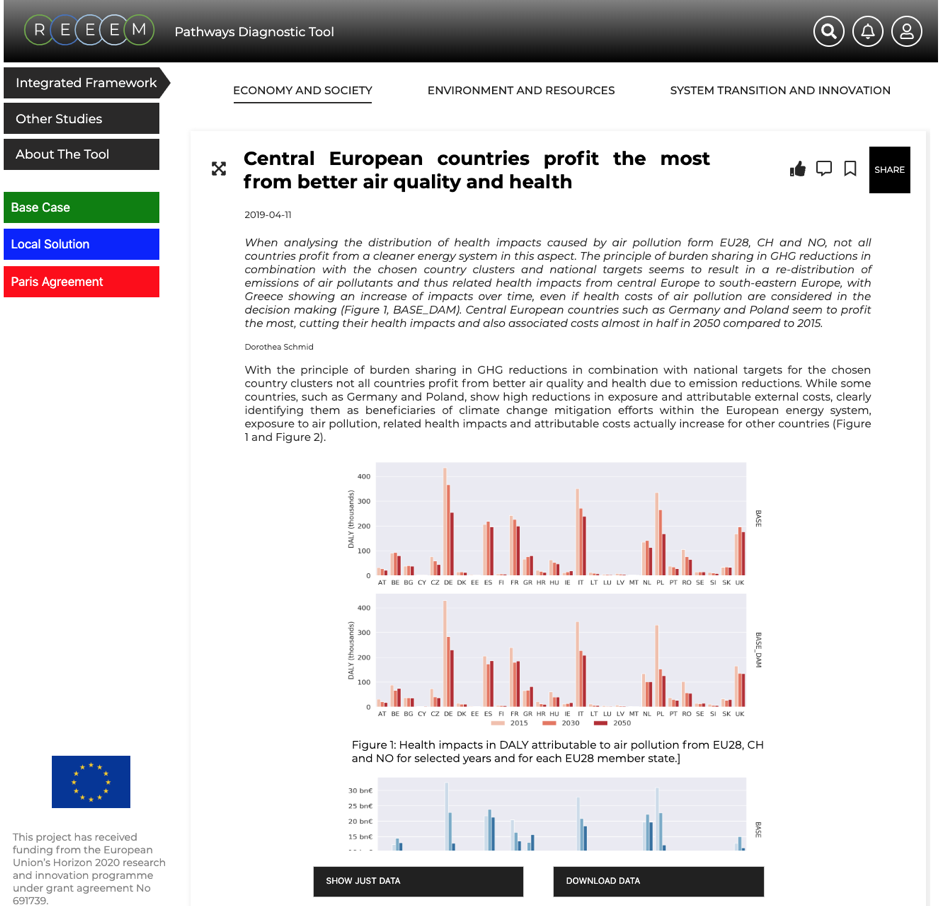 REEEM
Pathways Diagnostic Tool
Integrated Framework
Other Studies
About The Tool
Base Case
Local Solution
Paris Agreement
ECONOMY AND SOCIETY
ENVIRONMENT AND RESOURCES
SYSTEM TRANSITION AND INNOVATION
Central European countries profit the most
from better air quality and health
SHARE
2019-04-11
When analysing the distribution of health impacts caused by air pollution form EU28, CH and NO, not all
countries profit from a cleaner energy system in this aspect. The principle of burden sharing in GHG reductions in
combination with the chosen country clusters and national targets seems to result in a re-distribution of
emissions of air pollutants and thus related health impacts from central Europe to south-eastern Europe, with
Greece showing an increase of impacts over time, even if health costs of air pollution are considered in the
decision making (Figure 1, BASE_DAM). Central European countries such as Germany and Poland seem to profit
the most, cutting their health impacts and also associated costs almost in half in 2050 compared to 2015.
Dorothea Schmid
With the principle of burden sharing in GHG reductions in combination with national targets for the chosen
country clusters not all countries profit from better air quality and health due to emission reductions. While some
countries, such as Germany and Poland, show high reductions in exposure and attributable external costs, clearly
identifying them as beneficiaries of climate change mitigation efforts within the European energy system,
exposure to air pollution, related health impacts and attributable costs actually increase for other countries (Figure
1 and Figure 2).
DALY (thousands)
400
300
200
100
0
BASE
AT BE BG CY CZ DE DK EE ES FI FR GR HR HU IE IT LT LU LV MT NL PL PT RO SE SI SK UK
DALY (thousands)
400
300
200
100
0
BASE_DAM
AT BE BG CY CZ DE DK EE ES FI FR GR HR HU IE IT LT LU LV MT NL PL PT RO SE SI SK UK
2015 2030 2050
Figure 1: Health impacts in DALY attributable to air pollution from EU28, CH
and NO for selected years and for each EU28 member state.]
30 bn€
25 bn€
20 bn€
15 bn€
BASE
SHOW JUST DATA
DOWNLOAD DATA
This project has received
funding from the European
Union's Horizon 2020 research
and innovation programme
under grant agreement No
691739.